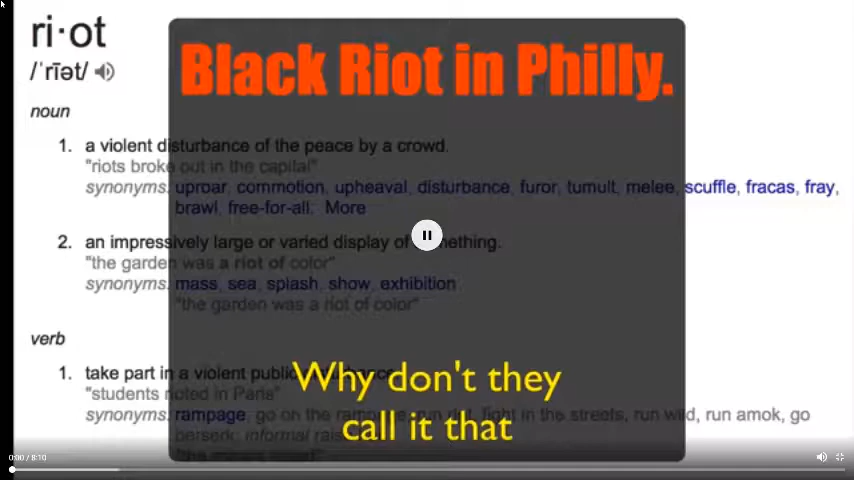 ri·ot
/ˈrīət/
Black Riot in Philly.
noun
1. a violent disturbance of the peace by a crowd.
"riots broke out in the capital"
synonyms: uproar, commotion, upheaval, disturbance, furor, tumult, melee, scuffle, fracas, fray,
brawl, free-for-all; More
2. an impressively large or varied display of something.
"the garden was a riot of color"
synonyms: mass, sea, splash, show, exhibition
"the garden was a riot of color"
verb
1. take part in a violent public disturbance.
"students rioted in Paris"
synonyms: rampage, go on the rampage, run riot, fight in the streets, run wild, run amok, go
berserk; informal raise
Why don't they
call it that
0:00 / 8:10